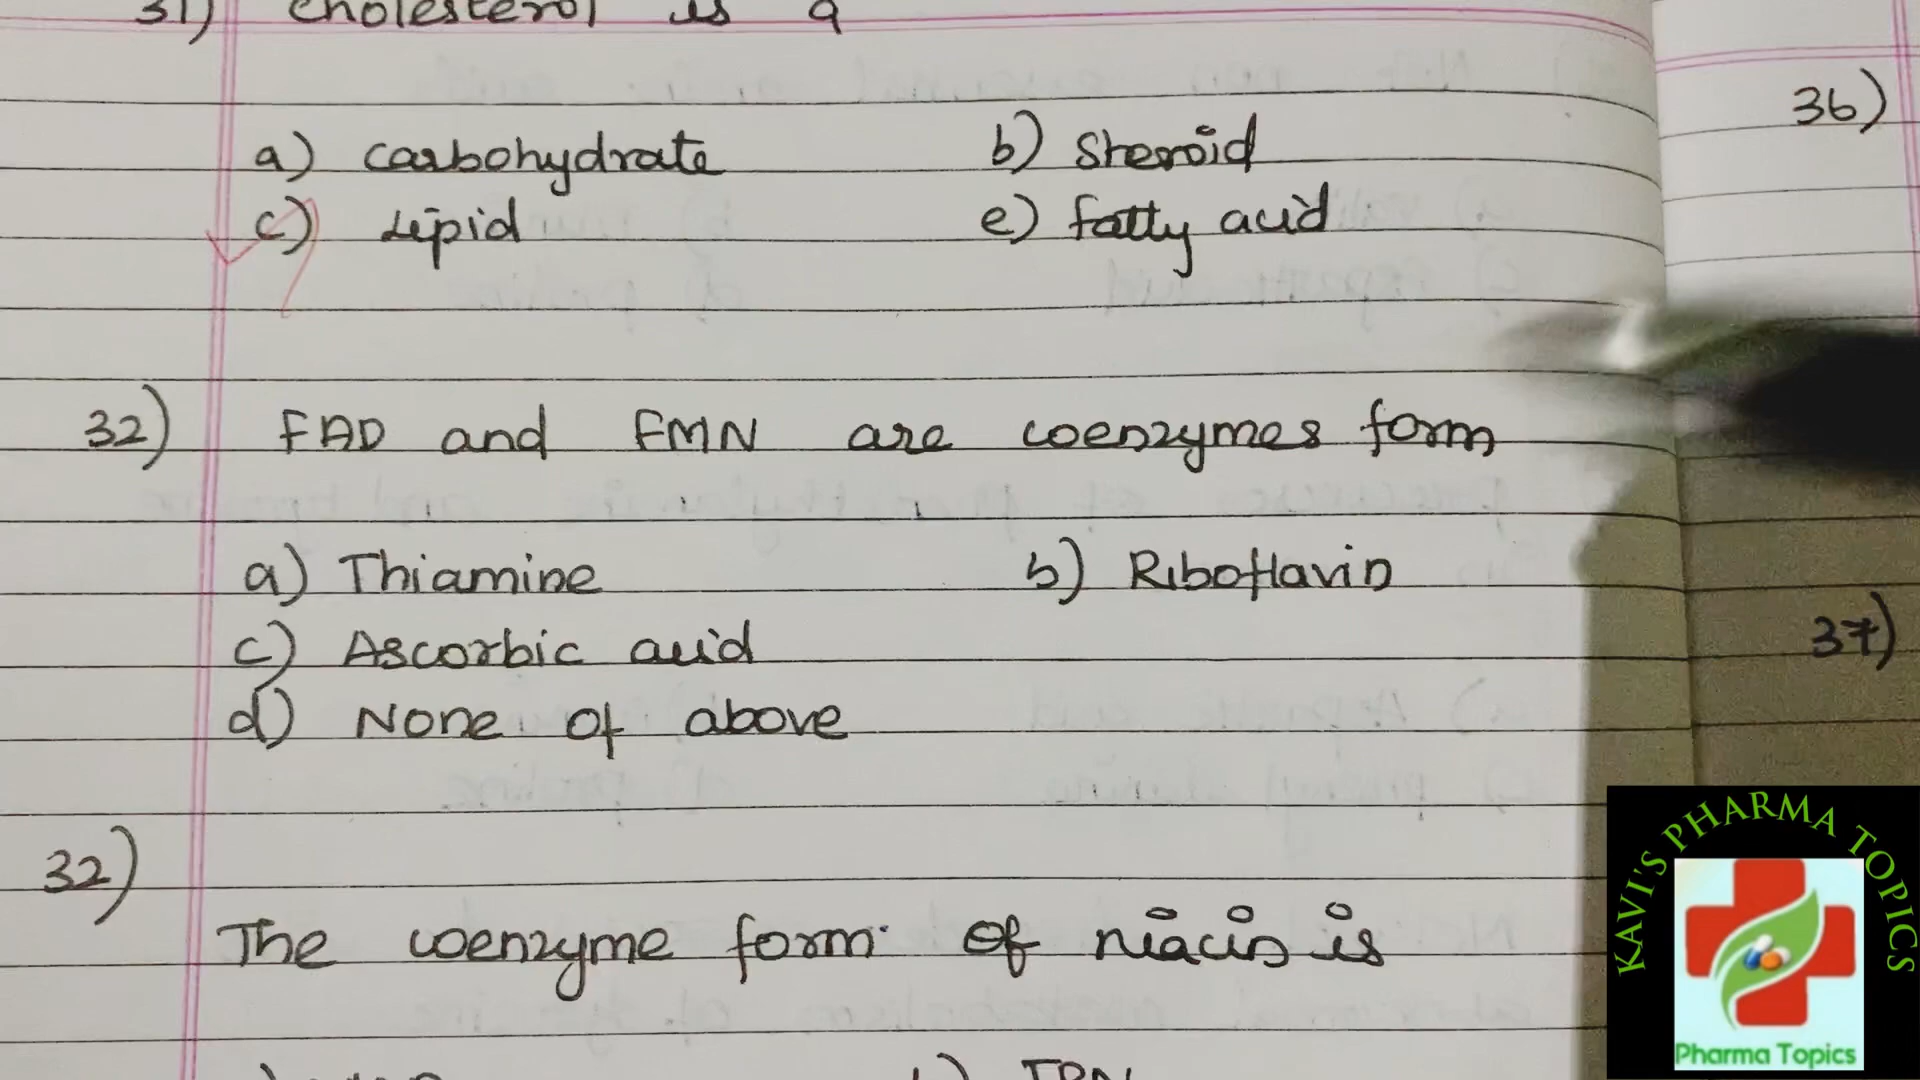 31) Cholesterol is a
a) carbohydrate b) steroid
c) Lipid e) fatty acid
36)
32) FAD and FMN are coenzymes form
a) Thiamine b) Riboflavin
c) Ascorbic acid
d) None of above
37)
32)
The coenzyme form of niacin is
KAVI'S PHARMA TOPICS
Pharma Topics